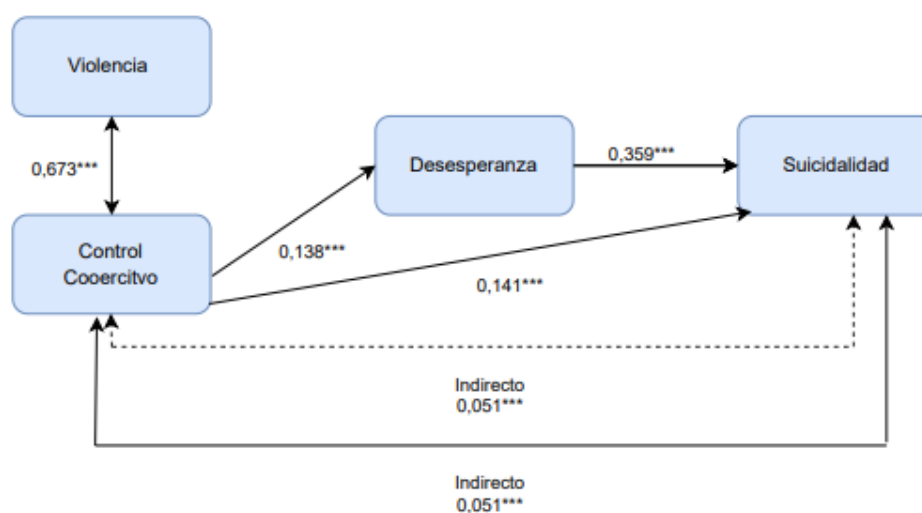 Violencia
0,673***
Desesperanza
0,359***
Suicidalidad
Control
Cooercitvo
0,138***
0,141***
Indirecto
0,051***
Indirecto
0,051***